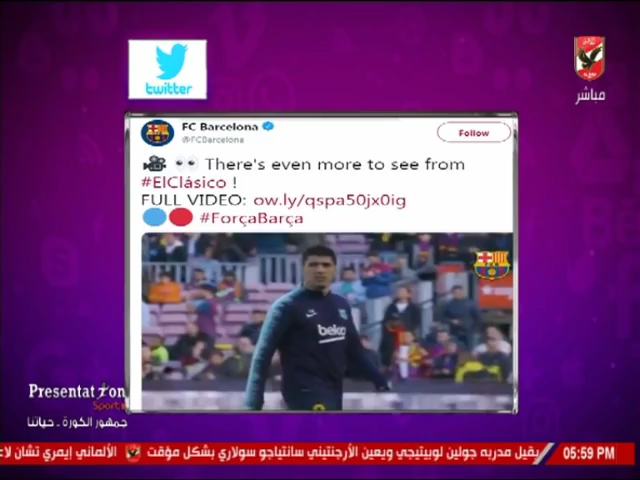 twitter
مباشر
FC Barcelona
@FCBarcelona
Follow
There's even more to see from
#ElClásico !
FULL VIDEO: ow.ly/qspa50jx0ig
#ForçaBarça
beko
Presentation
Sports
جمهور الكورة - حياتنا
يقيل مدربه جولين لوبيتيجي ويعين الأرجنتيني سانتياجو سولاري بشكل مؤقت
الألماني إيمري تشان لاع
05:59 PM